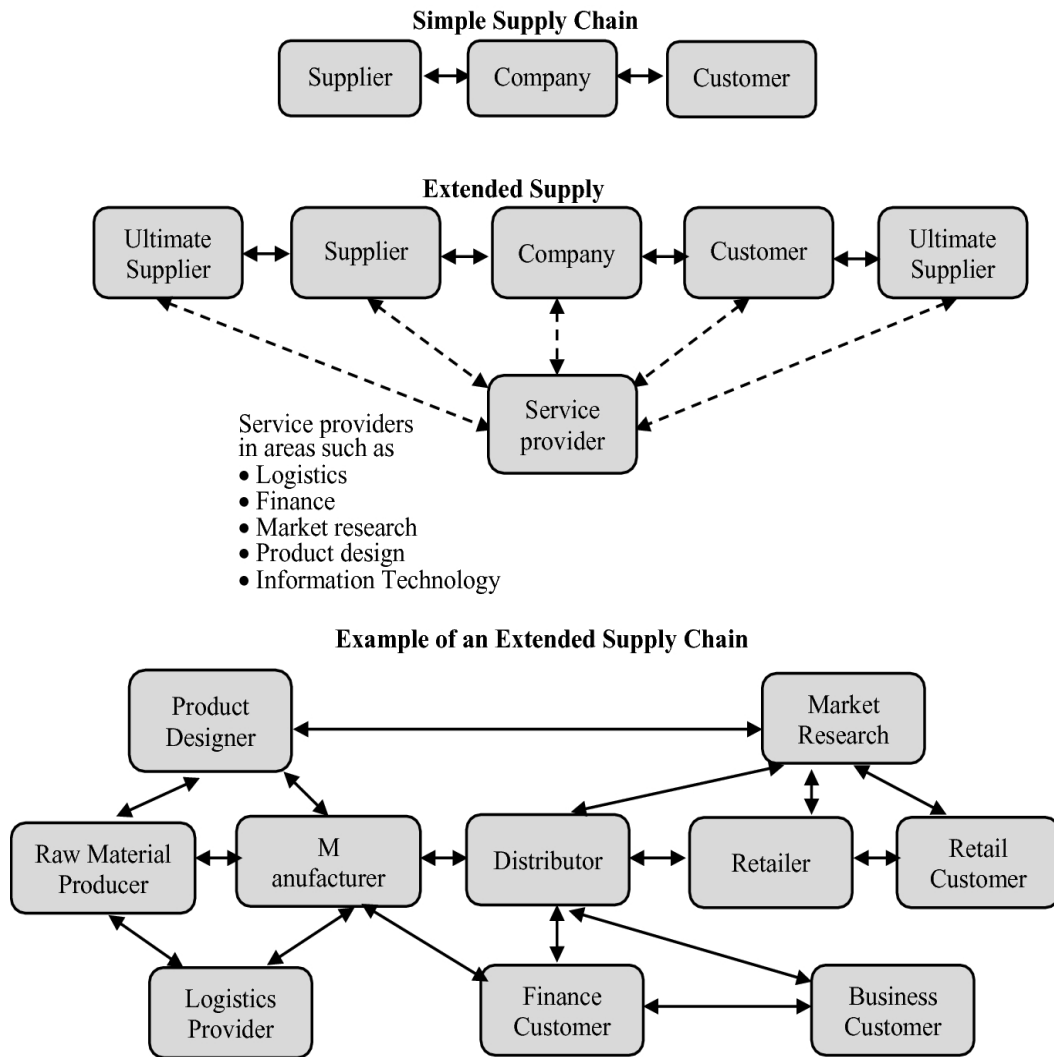 Simple Supply Chain
Supplier
Company
Customer
Extended Supply
Ultimate
Supplier
Supplier
Company
Customer
Ultimate
Supplier
Service
provider
Service providers
in areas such as
• Logistics
• Finance
• Market research
• Product design
• Information Technology
Example of an Extended Supply Chain
Product
Designer
Market
Research
Raw Material
Producer
M
anufacturer
Distributor
Retailer
Retail
Customer
Logistics
Provider
Finance
Customer
Business
Customer